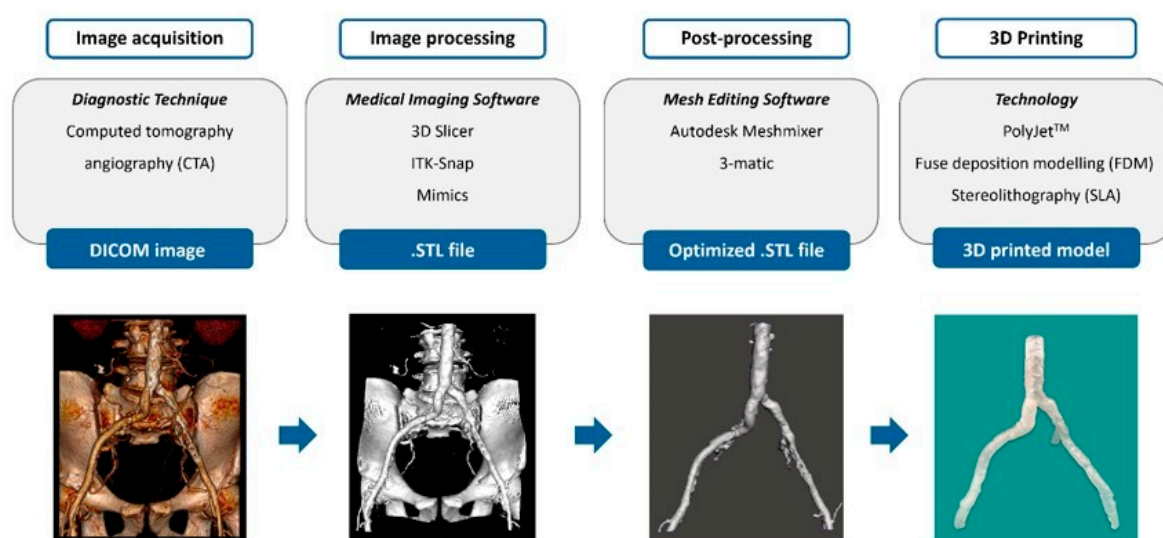 Image acquisition
Diagnostic Technique
Computed tomography
angiography (CTA)
DICOM image
Image processing
Medical Imaging Software
3D Slicer
ITK-Snap
Mimics
.STL file
Post-processing
Mesh Editing Software
Autodesk Meshmixer
3-matic
Optimized .STL file
3D Printing
Technology
PolyJet™
Fuse deposition modelling (FDM)
Stereolithography (SLA)
3D printed model